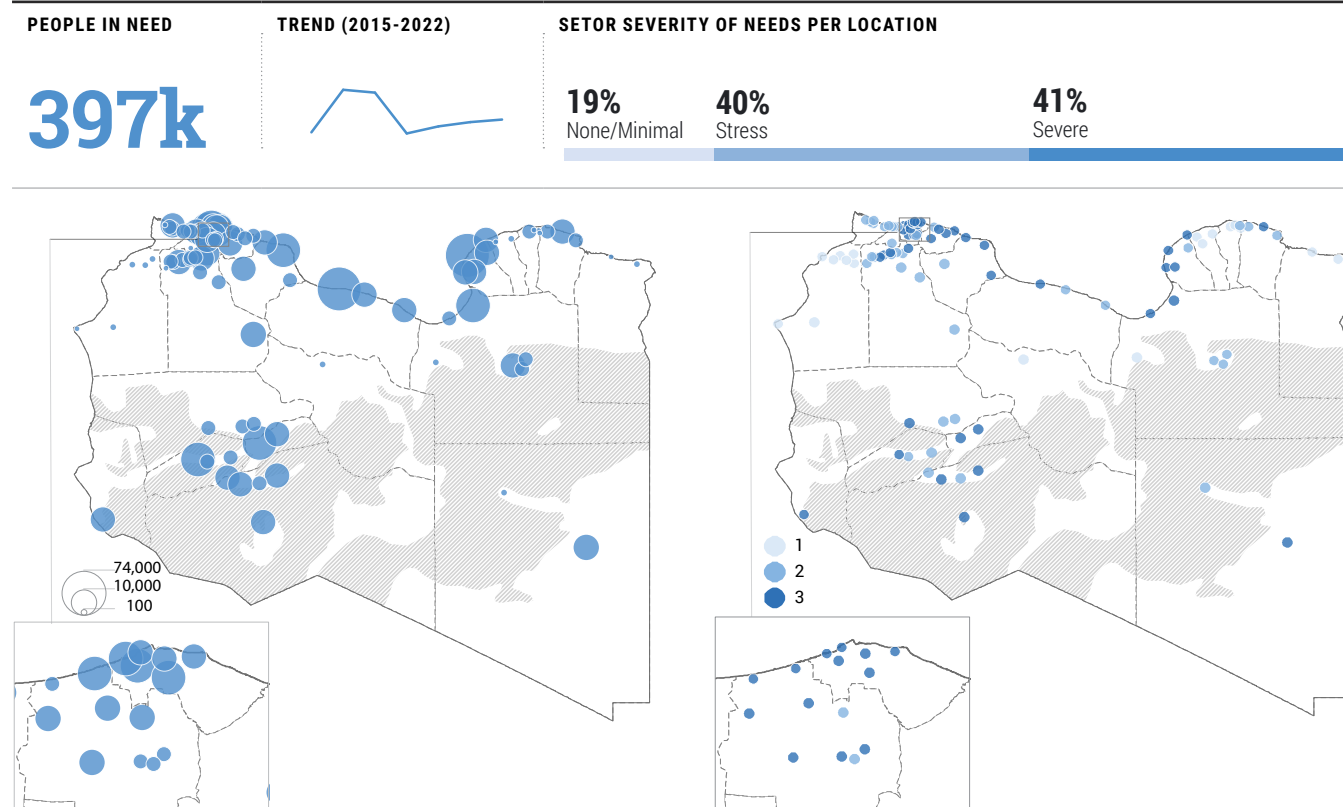 PEOPLE IN NEED
TREND (2015-2022)
SETOR SEVERITY OF NEEDS PER LOCATION
397k
19%
None/Minimal
40%
Stress
41%
Severe
74,000
10,000
100
1
2
3